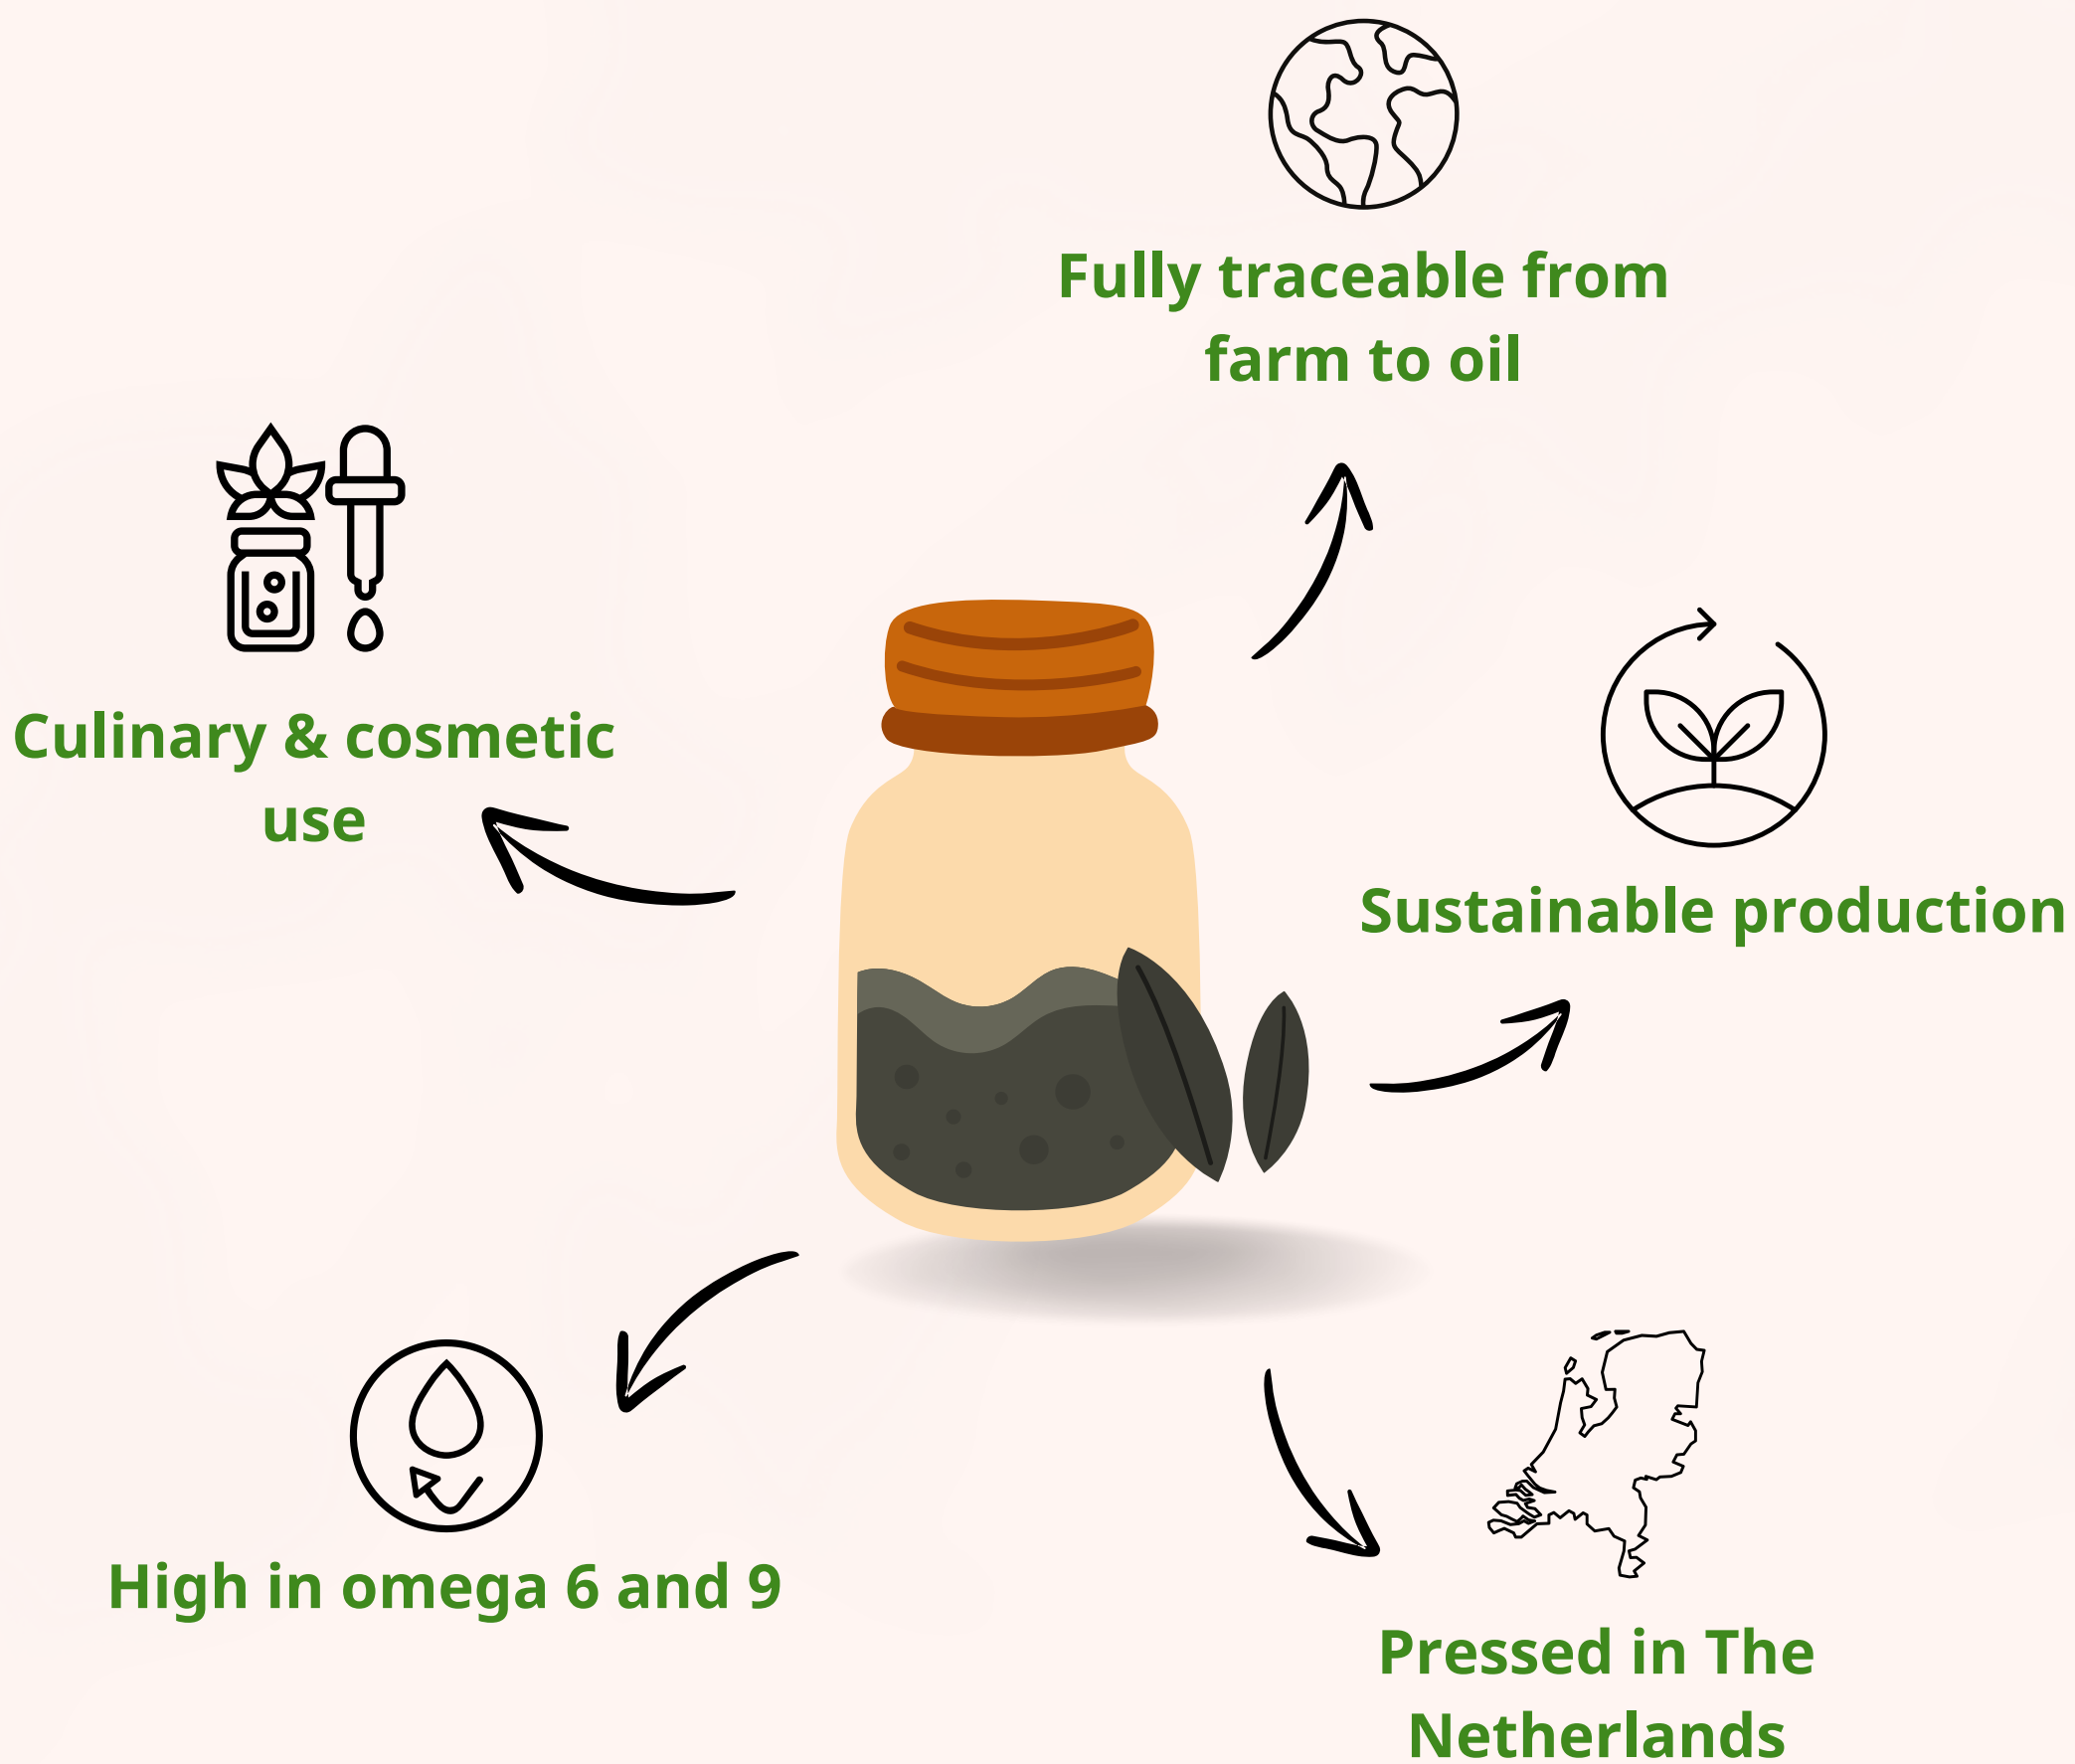 Fully traceable from
farm to oil
Culinary & cosmetic
use
Sustainable production
High in omega 6 and 9
Pressed in The
Netherlands